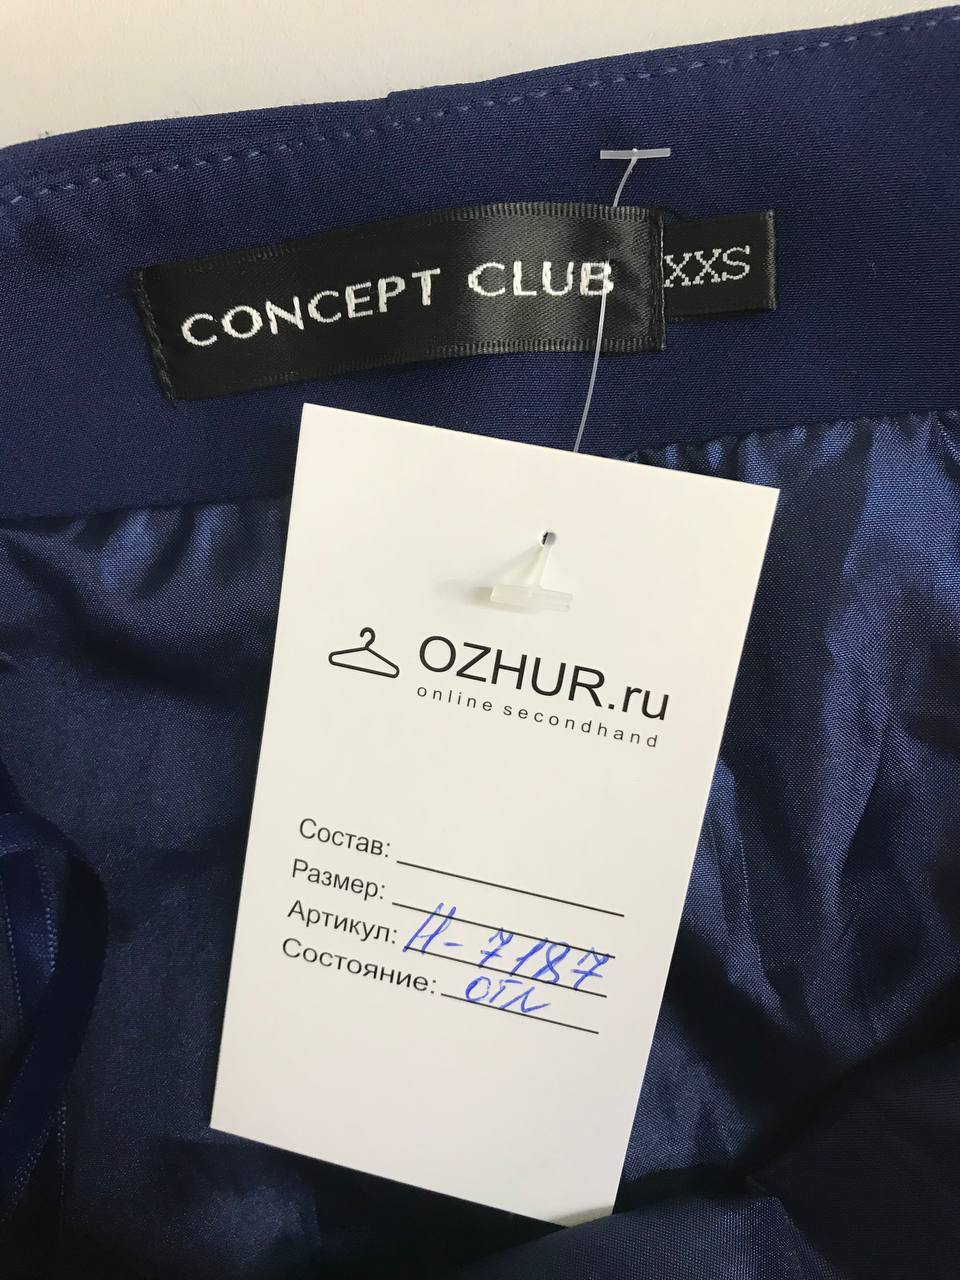 CONCEPT CLUB
XXS
OZHUR.ru
online secondhand
Состав:
Размер:
Артикул: Н-7187
Состояние: отл